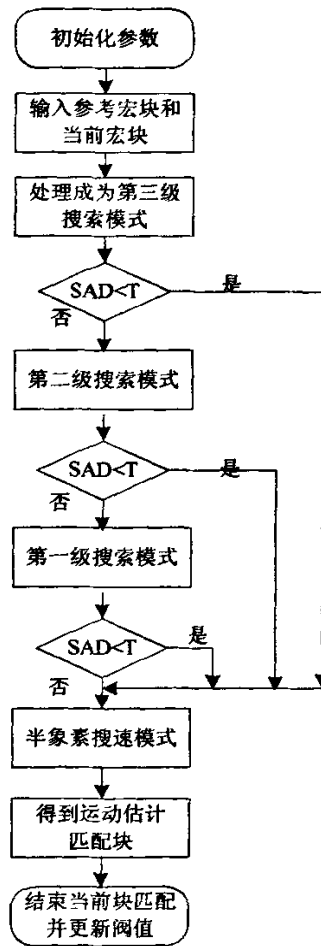 初始化参数
输入参考宏块和
当前宏块
处理成为第三级
搜索模式
SAD<T
是
否
第二级搜索模式
SAD<T
是
否
第一级搜索模式
SAD<T
是
否
半象素搜速模式
得到运动估计
匹配块
结束当前块匹配
并更新阀值